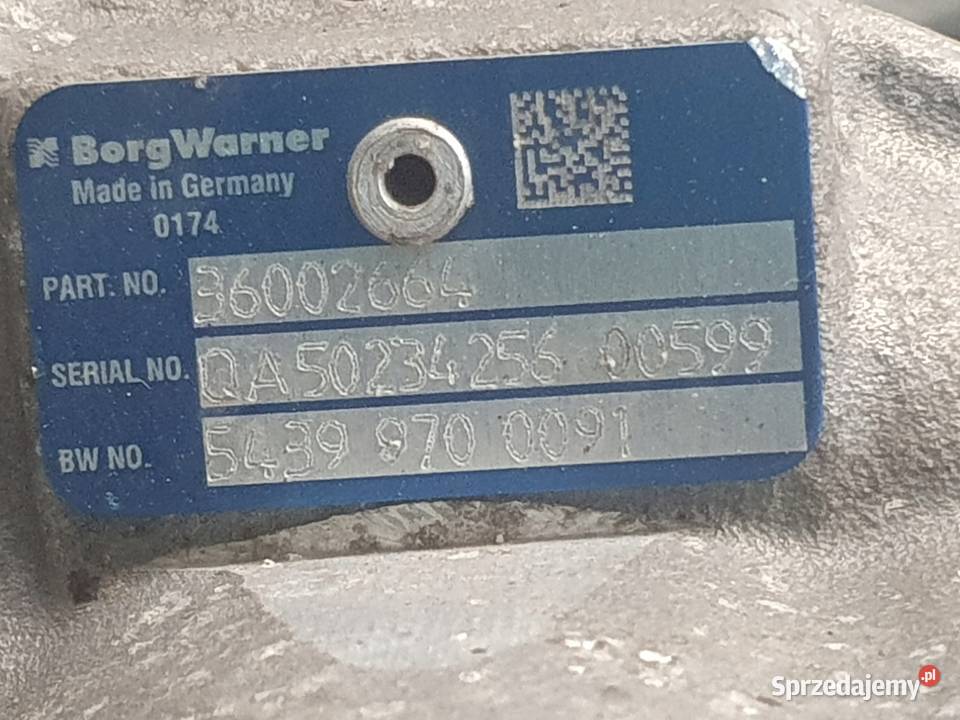 BorgWarner
Made in Germany
0174
PART. NO. 36002664
SERIAL NO. QA50234256 00599
BW NO. 5439 970 0091
Sprzedajemy.pl